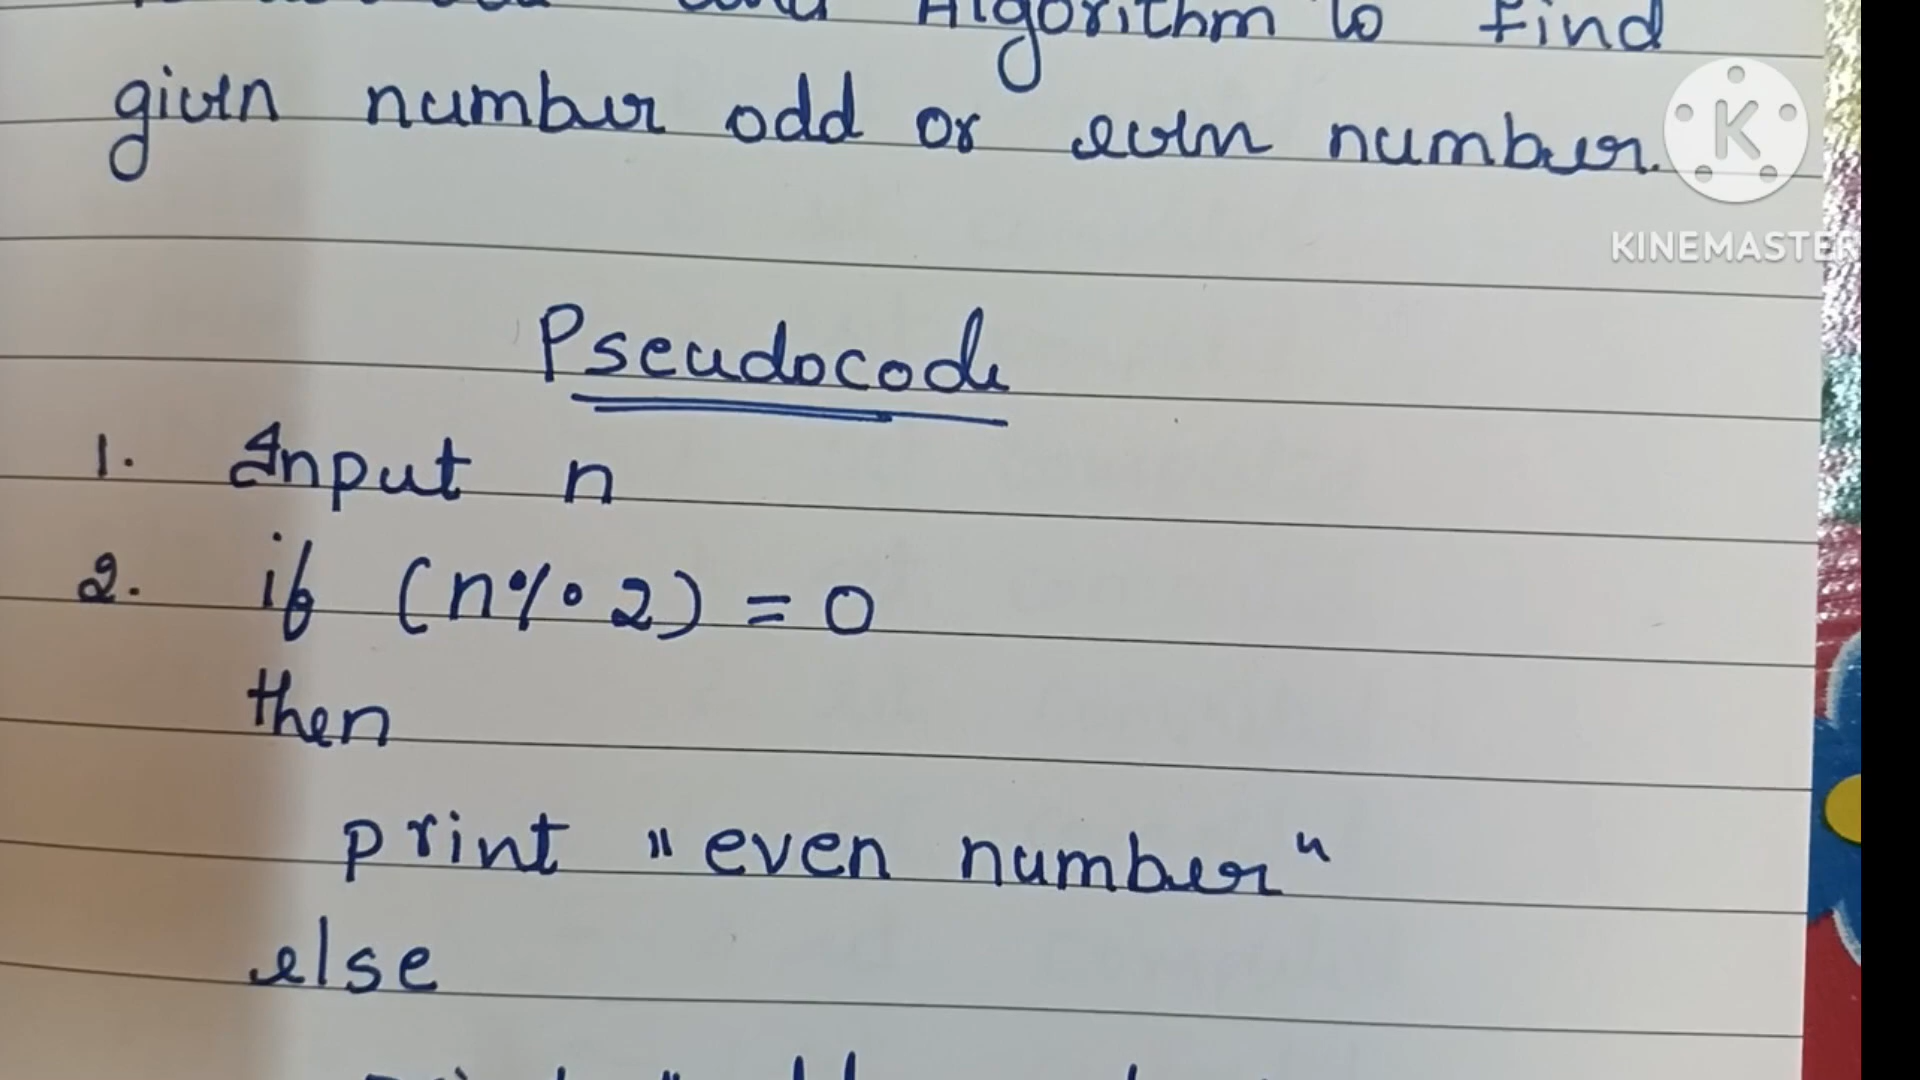 Algorithm to find
given number odd or even number.
K
KINEMASTER
Pseudocode
1. Input n
2. if (n% 2) = 0
then
print "even number"
else